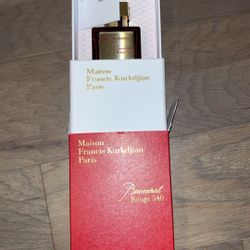 Maison
Francis Kurkdjian
Paris
Maison
Francis Kurkdjian
Paris
Baccarat
Rouge 540